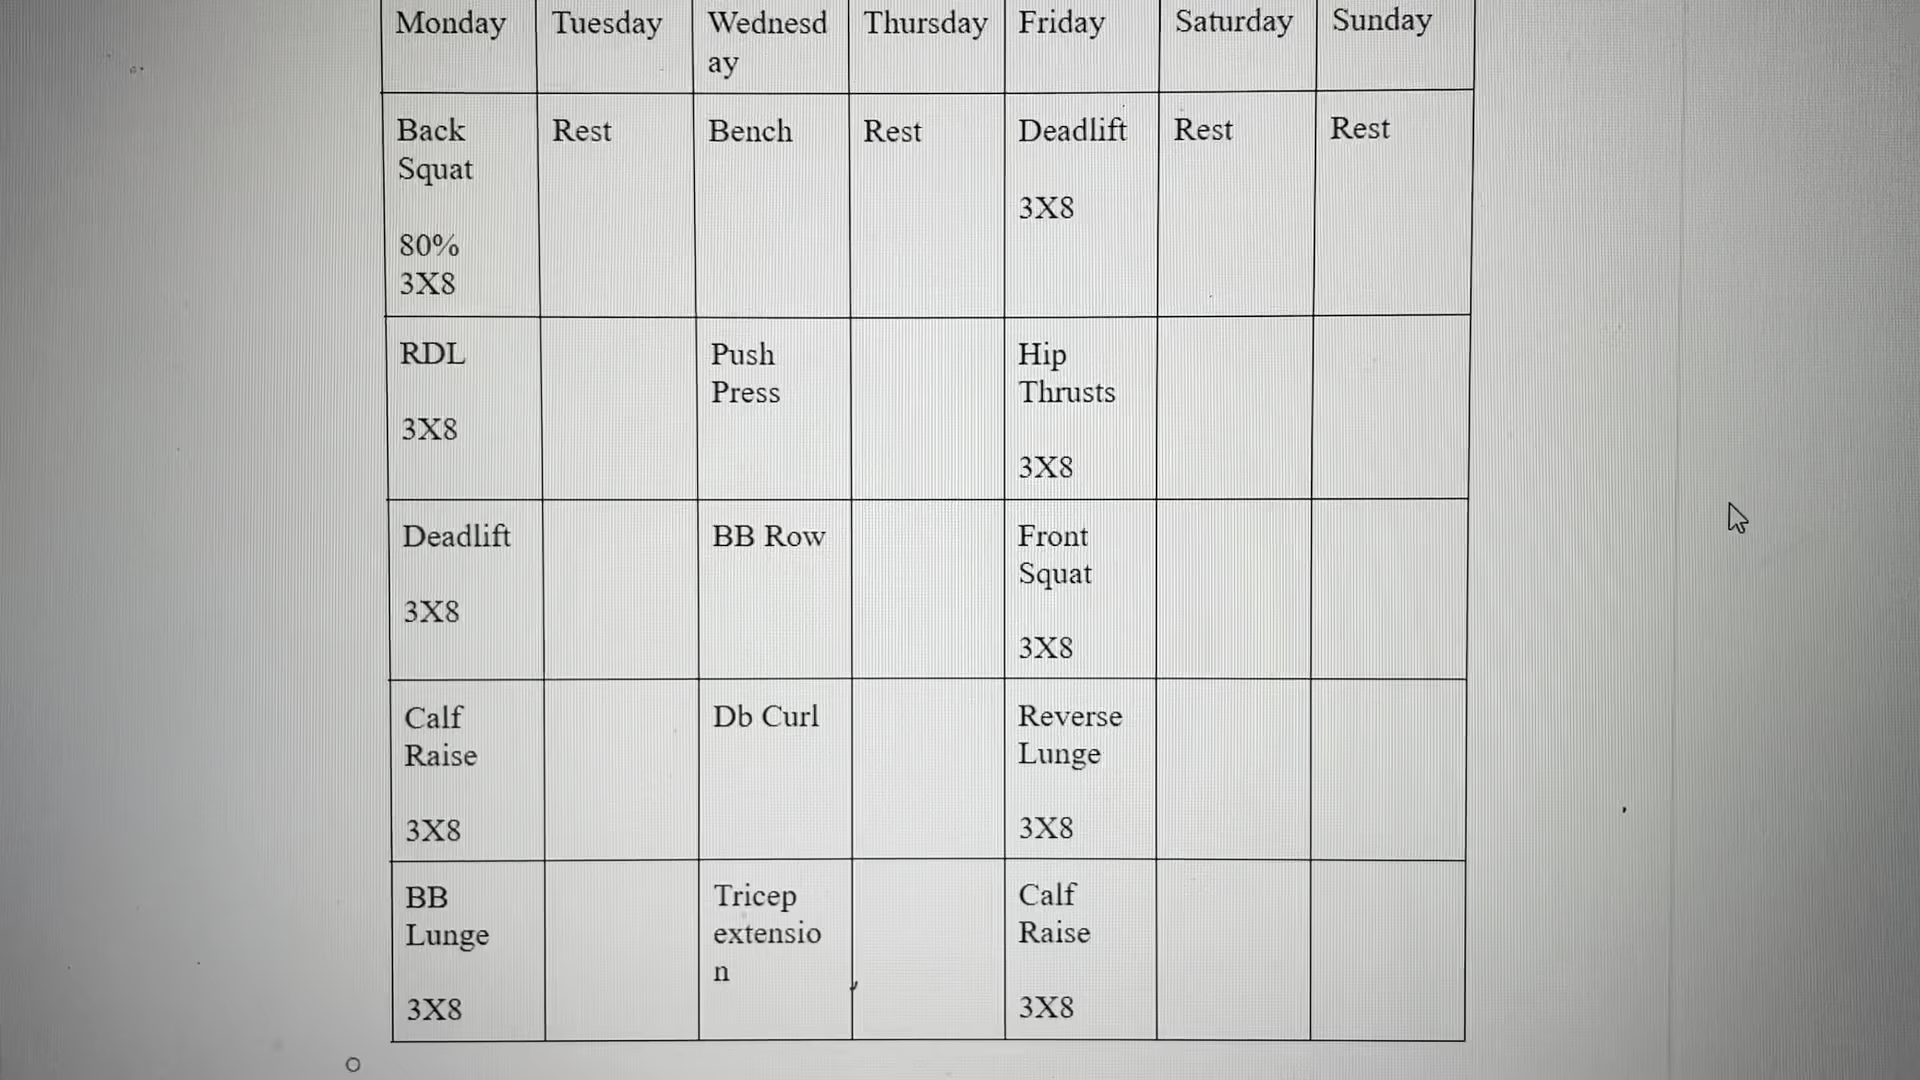 Monday Tuesday Wednesd Thursday Friday Saturday Sunday
ay
Back Rest Bench Rest Deadlift Rest Rest
Squat
3X8
80%
3X8
RDL Push Hip
Press Thrusts
3X8
3X8
Deadlift BB Row Front
Squat
3X8
3X8
Calf Db Curl Reverse
Raise Lunge
3X8 3X8
BB Tricep Calf
Lunge extensio Raise
n
3X8 3X8